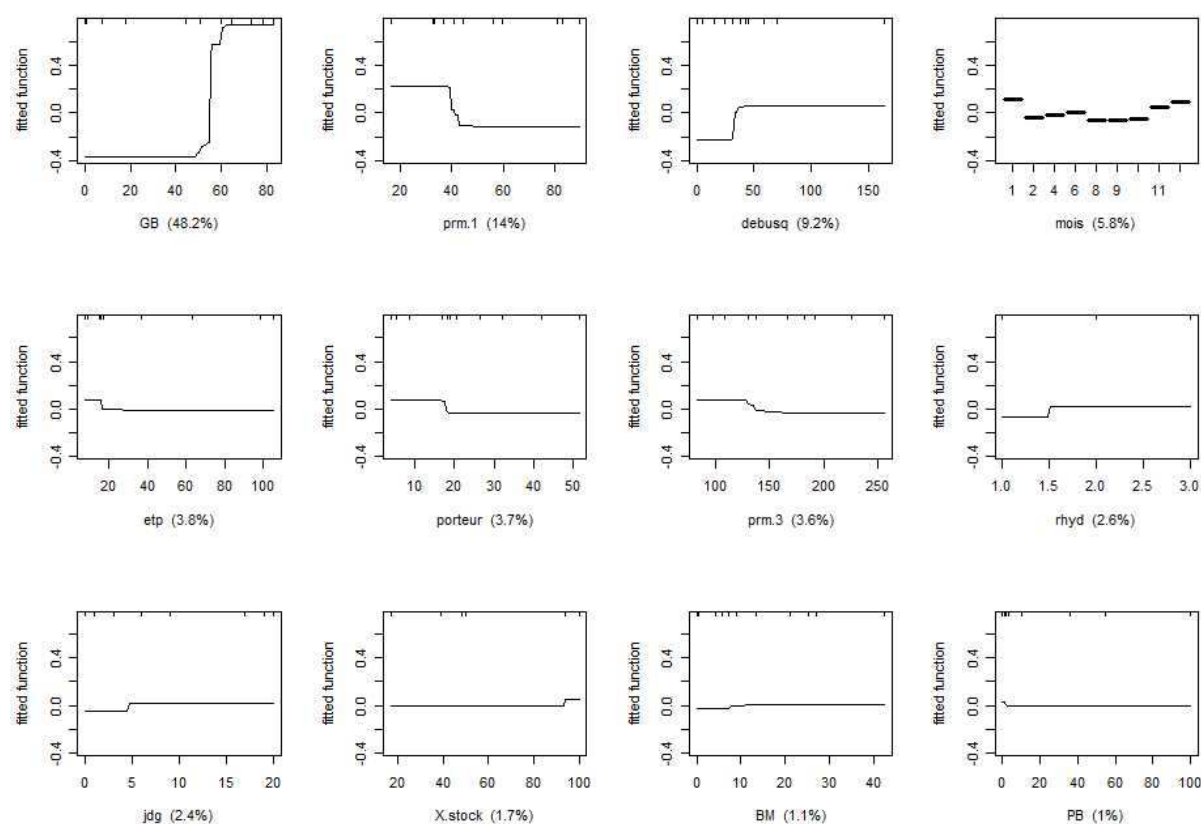 fitted function
0.4
0.0
-0.4
0 20 40 60 80
GB (48.2%)
fitted function
0.4
0.0
-0.4
20 40 60 80
prm.1 (14%)
fitted function
0.4
0.0
-0.4
0 50 100 150
debusq (9.2%)
fitted function
0.4
0.0
-0.4
1 2 4 6 8 9 11
mois (5.8%)
fitted function
0.4
0.0
-0.4
20 40 60 80 100
etp (3.8%)
fitted function
0.4
0.0
-0.4
10 20 30 40 50
porteur (3.7%)
fitted function
0.4
0.0
-0.4
100 150 200 250
prm.3 (3.6%)
fitted function
0.4
0.0
-0.4
1.0 1.5 2.0 2.5 3.0
rhyd (2.6%)
fitted function
0.4
0.0
-0.4
0 5 10 15 20
jdg (2.4%)
fitted function
0.4
0.0
-0.4
20 40 60 80 100
X.stock (1.7%)
fitted function
0.4
0.0
-0.4
0 10 20 30 40
BM (1.1%)
fitted function
0.4
0.0
-0.4
0 20 40 60 80 100
PB (1%)